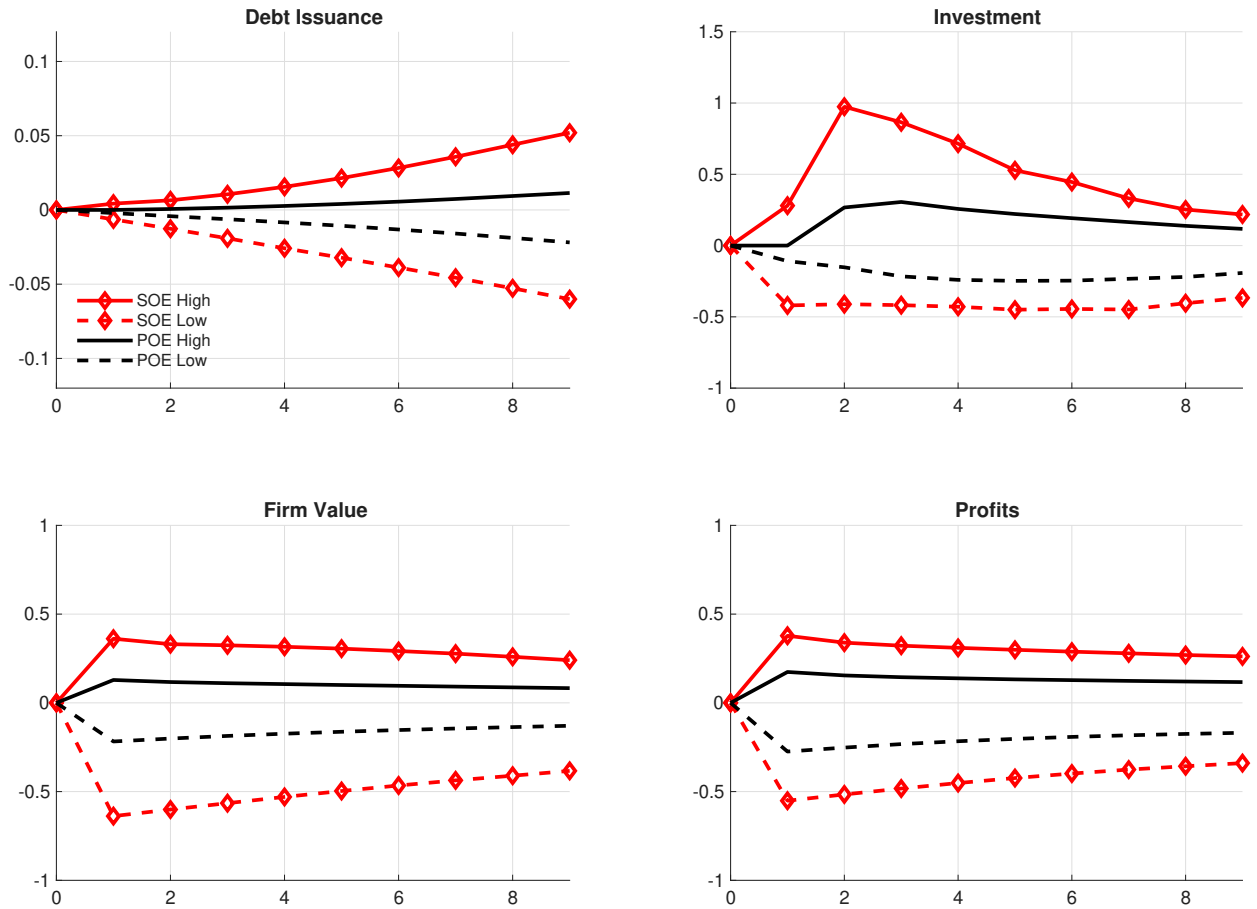 Debt Issuance
0.1
0.05
0
-0.05
-0.1
SOE High
SOE Low
POE High
POE Low
0 2 4 6 8
Investment
1.5
1
0.5
0
-0.5
-1
0 2 4 6 8
Firm Value
1
0.5
0
-0.5
-1
0 2 4 6 8
Profits
1
0.5
0
-0.5
-1
0 2 4 6 8